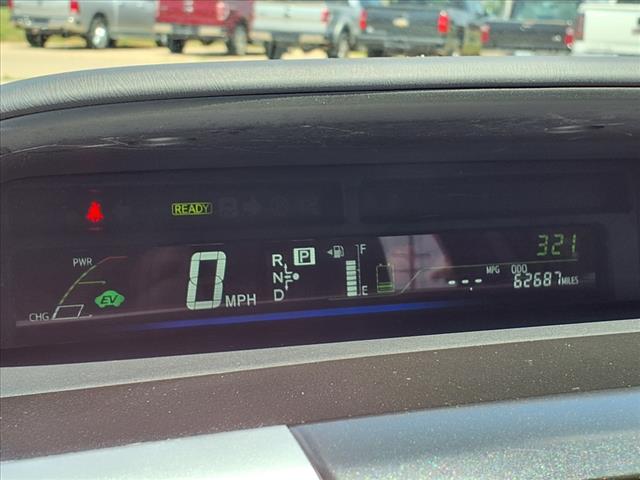 READY
321
PWR
0 MPH
R P
N
D
F
E
MPG
--.-
ODO
62687 MILES
CHG
EV